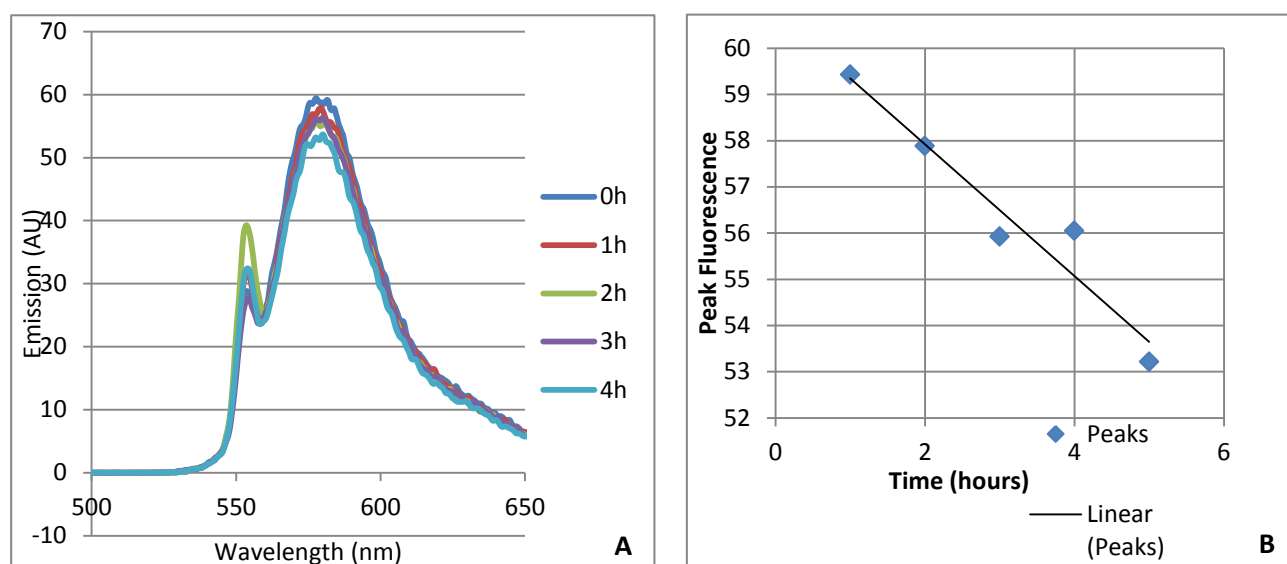 70
60
50
40
30
20
10
0
-10
500
550
600
650
Emission (AU)
Wavelength (nm)
0h
1h
2h
3h
4h
A
60
59
58
57
56
55
54
53
52
0
2
4
6
Peak Fluorescence
Time (hours)
Peaks
Linear
(Peaks)
B